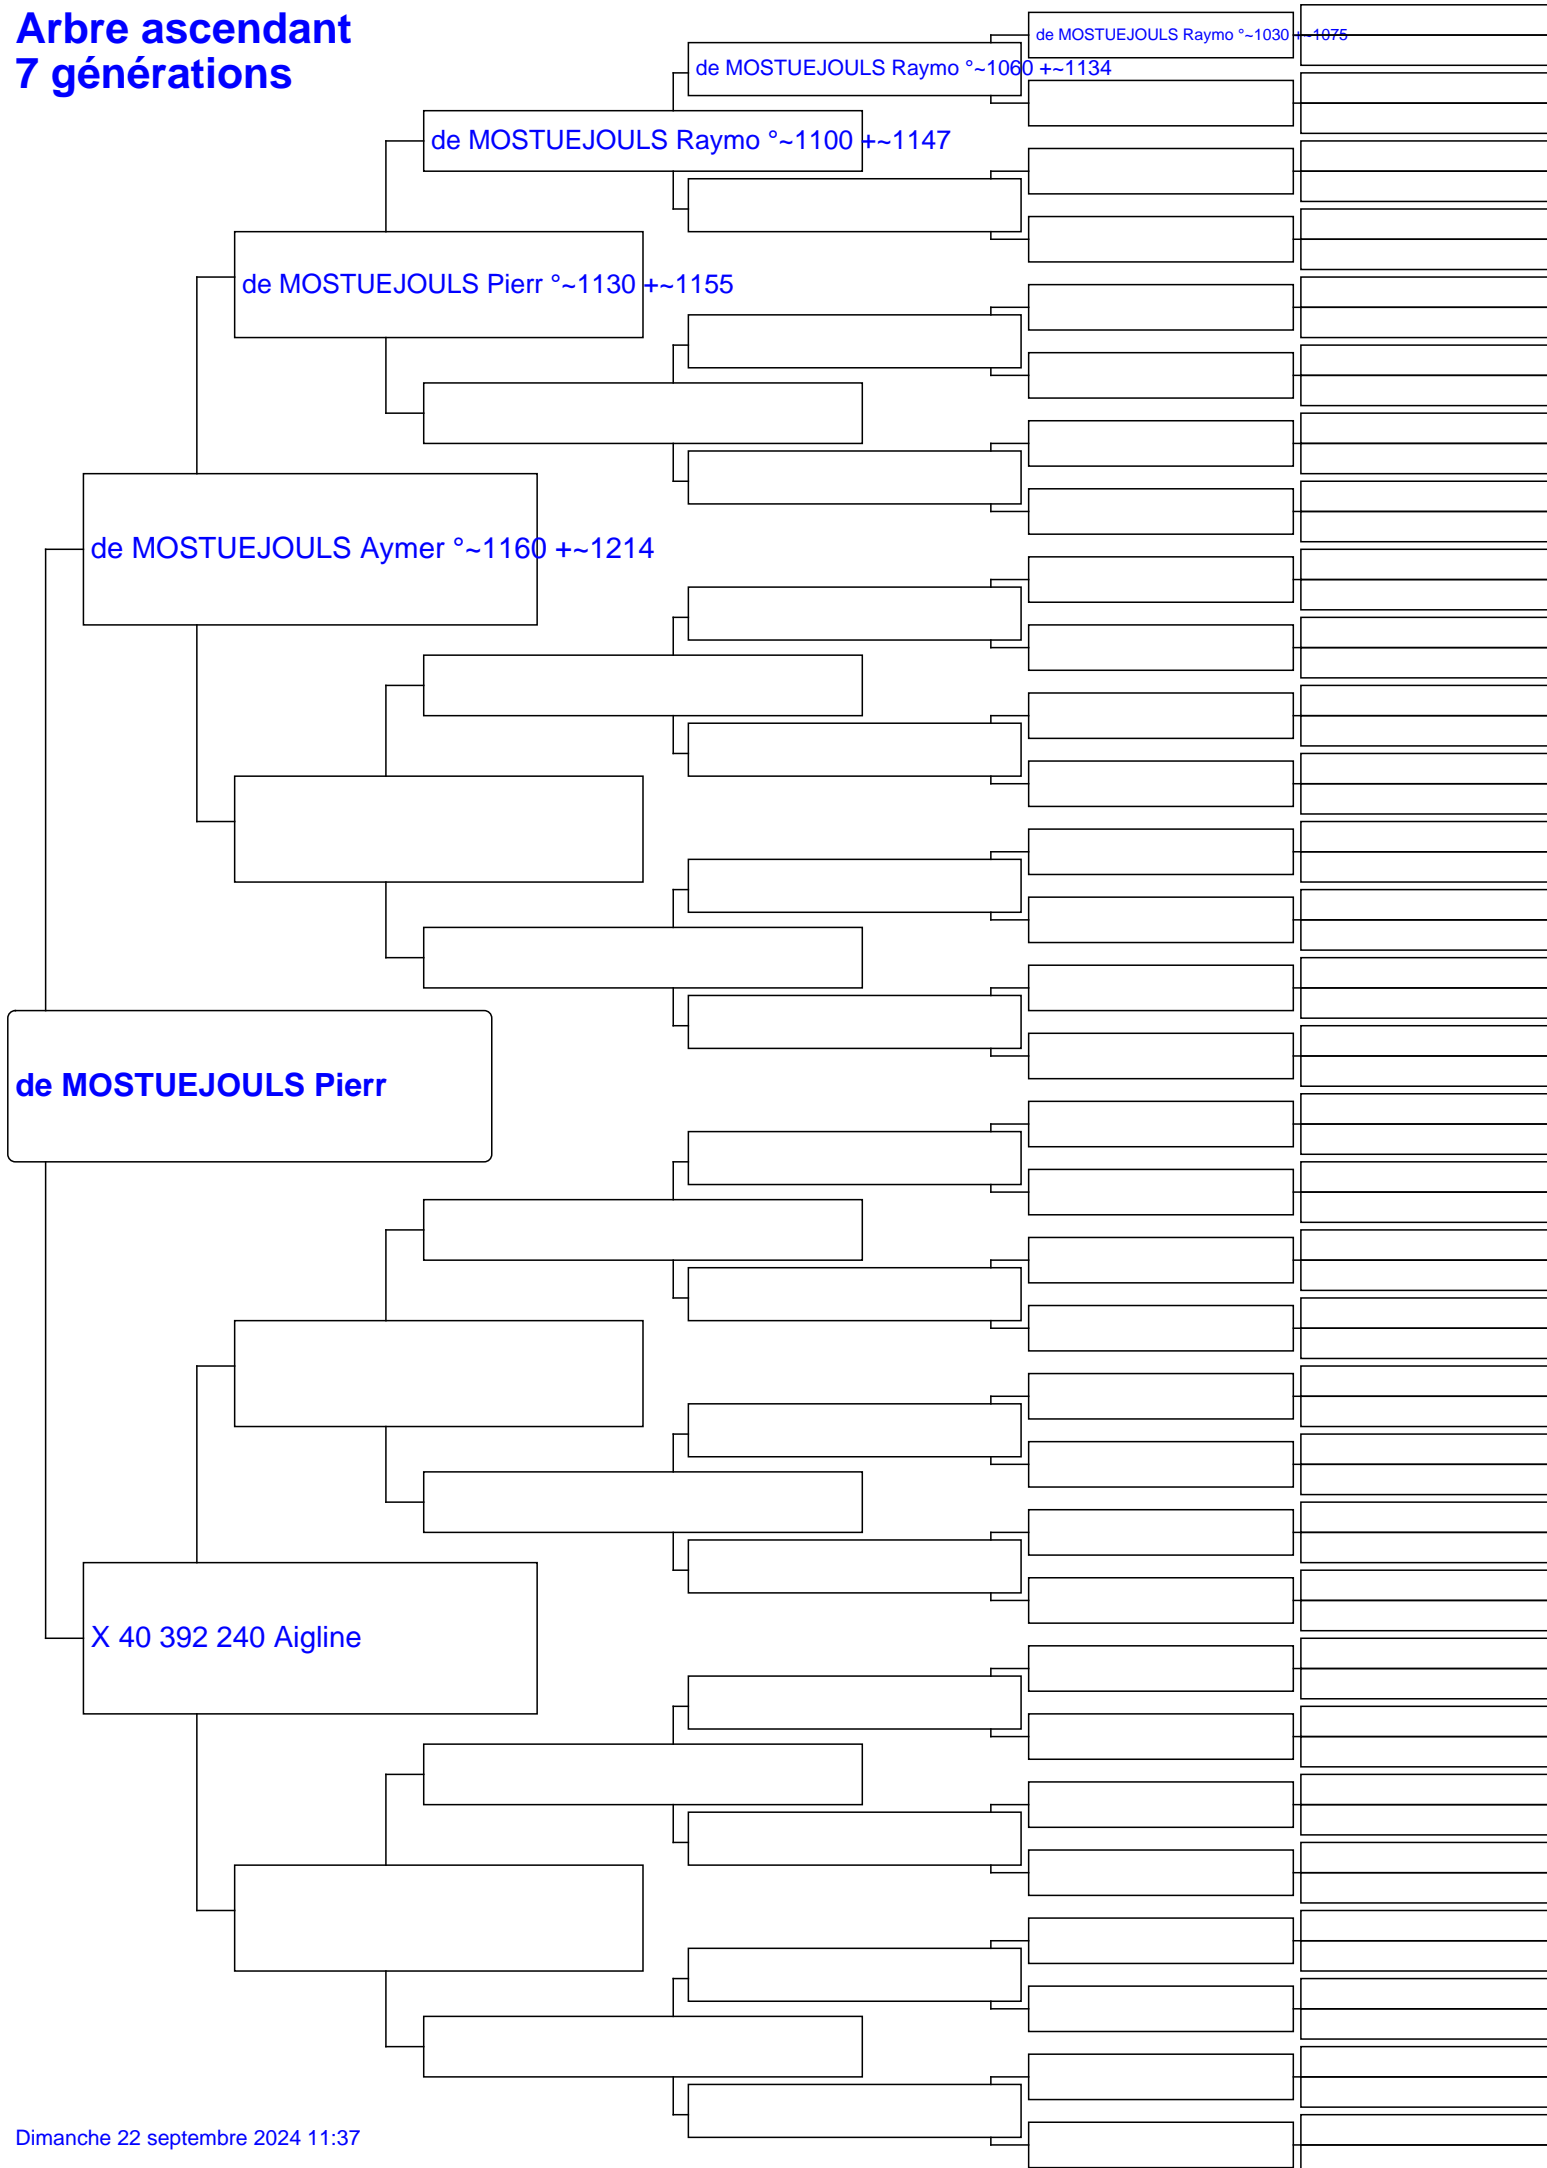 Arbre ascendant
7 générations
de MOSTUEJOULS Raymo °~1030 +~1075
de MOSTUEJOULS Raymo °~1060 +~1134
de MOSTUEJOULS Raymo °~1100 +~1147
de MOSTUEJOULS Pierr °~1130 +~1155
de MOSTUEJOULS Aymer °~1160 +~1214
de MOSTUEJOULS Pierr
X 40 392 240 Aigline
Dimanche 22 septembre 2024 11:37